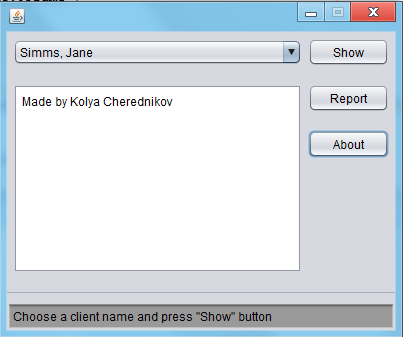 Simms, Jane
Show
Made by Kolya Cherednikov
Report
About
Choose a client name and press "Show" button